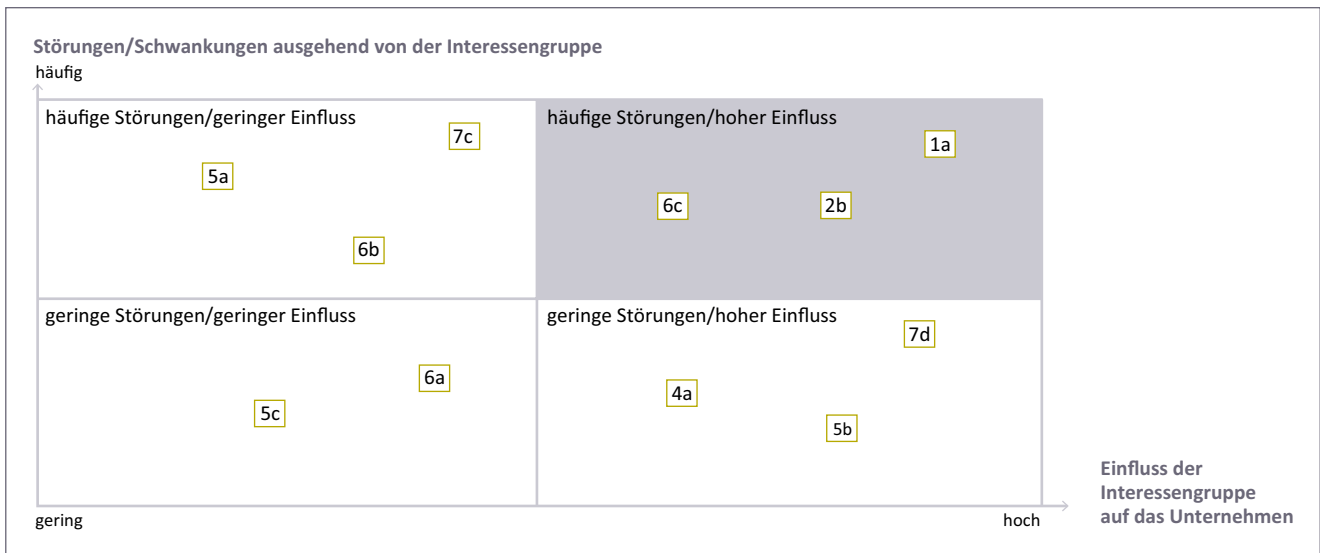 Störungen/Schwankungen ausgehend von der Interessengruppe
häufig
häufige Störungen/geringer Einfluss
7c
5a
6b
häufige Störungen/hoher Einfluss
1a
6c
2b
geringe Störungen/geringer Einfluss
6a
5c
geringe Störungen/hoher Einfluss
7d
4a
5b
gering
hoch
Einfluss der
Interessengruppe
auf das Unternehmen